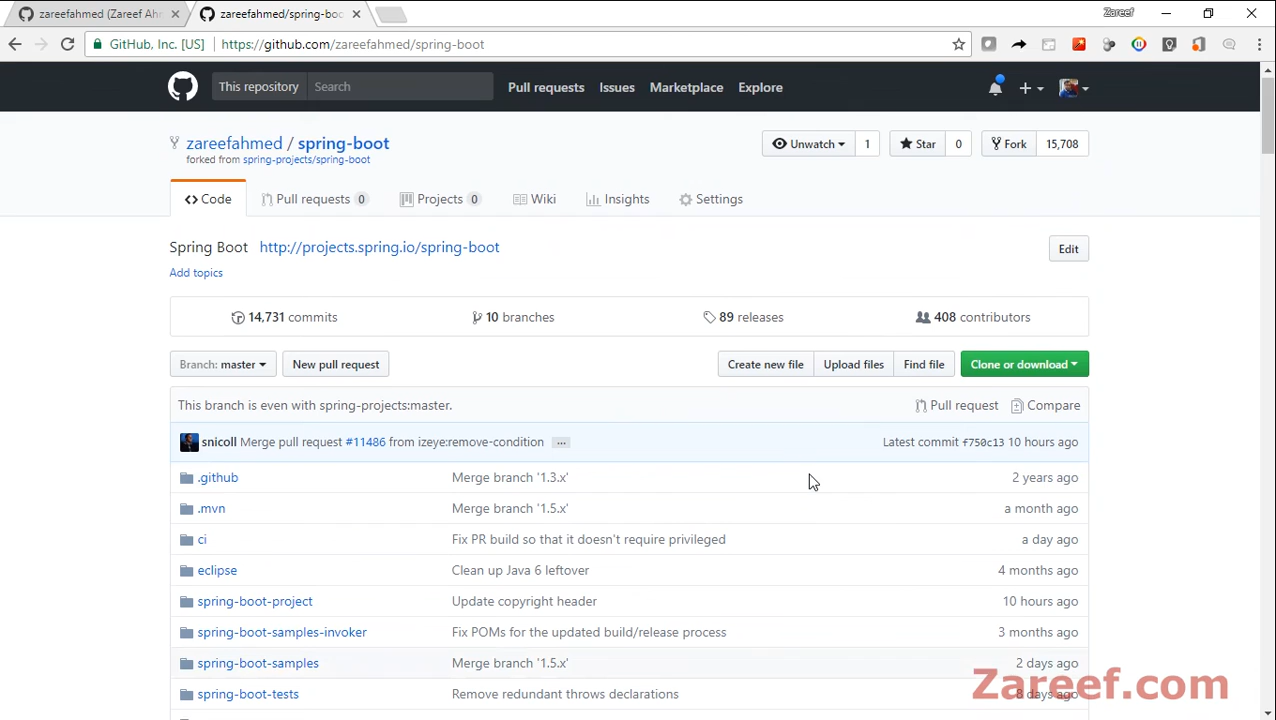 zareefahmed (Zareef Ah
zareefahmed/spring-boo
Zareef
GitHub, Inc. [US] https://github.com/zareefahmed/spring-boot
This repository Search Pull requests Issues Marketplace Explore
zareefahmed / spring-boot
forked from spring-projects/spring-boot
Unwatch 1 Star 0 Fork 15,708
Code Pull requests 0 Projects 0 Wiki Insights Settings
Spring Boot http://projects.spring.io/spring-boot Edit
Add topics
14,731 commits 10 branches 89 releases 408 contributors
Branch: master New pull request Create new file Upload files Find file Clone or download
This branch is even with spring-projects:master. Pull request Compare
snicoll Merge pull request #11486 from izeye:remove-condition ... Latest commit f750c13 10 hours ago
.github Merge branch '1.3.x' 2 years ago
.mvn Merge branch '1.5.x' a month ago
ci Fix PR build so that it doesn't require privileged a day ago
eclipse Clean up Java 6 leftover 4 months ago
spring-boot-project Update copyright header 10 hours ago
spring-boot-samples-invoker Fix POMs for the updated build/release process 3 months ago
spring-boot-samples Merge branch '1.5.x' 2 days ago
spring-boot-tests Remove redundant throws declarations 8 days ago
Zareef.com